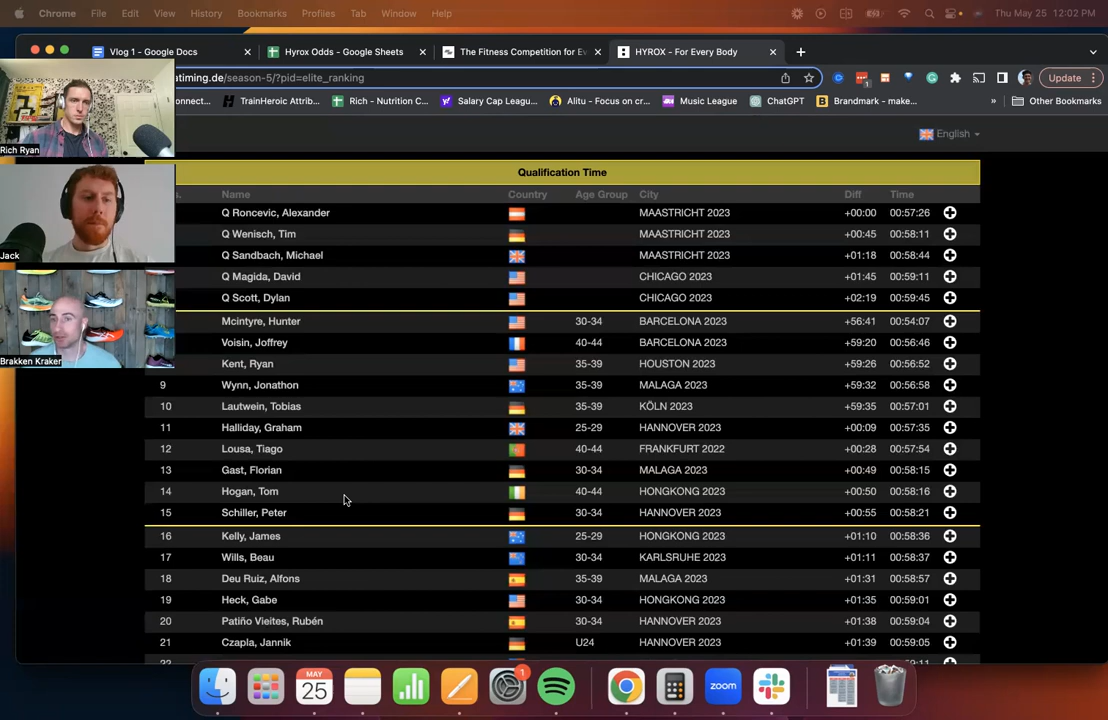 Chrome File Edit View History Bookmarks Profiles Tab Window Help Thu May 25 12:02 PM
Vlog 1 - Google Docs Hyrox Odds - Google Sheets The Fitness Competition for Ev HYROX - For Every Body
atiming.de/season-5/?pid=elite_ranking Update
onnect... TrainHeroic Attrib... Rich - Nutrition C... Salary Cap Leagu... Alitu - Focus on cr... Music League ChatGPT Brandmark - make... » Other Bookmarks
English
Rich Ryan
Jack
Brakken Kraker
Qualification Time
Name Country Age Group City Diff Time
Q Roncevic, Alexander MAASTRICHT 2023 +00:00 00:57:26
Q Wenisch, Tim MAASTRICHT 2023 +00:45 00:58:11
Q Sandbach, Michael MAASTRICHT 2023 +01:18 00:58:44
Q Magida, David CHICAGO 2023 +01:45 00:59:11
Q Scott, Dylan CHICAGO 2023 +02:19 00:59:45
Mcintyre, Hunter 30-34 BARCELONA 2023 +56:41 00:54:07
Voisin, Joffrey 40-44 BARCELONA 2023 +59:20 00:56:46
Kent, Ryan 35-39 HOUSTON 2023 +59:26 00:56:52
9 Wynn, Jonathon 35-39 MALAGA 2023 +59:32 00:56:58
10 Lautwein, Tobias 35-39 KÖLN 2023 +59:35 00:57:01
11 Halliday, Graham 25-29 HANNOVER 2023 +00:09 00:57:35
12 Lousa, Tiago 40-44 FRANKFURT 2022 +00:28 00:57:54
13 Gast, Florian 30-34 MALAGA 2023 +00:49 00:58:15
14 Hogan, Tom 40-44 HONGKONG 2023 +00:50 00:58:16
15 Schiller, Peter 30-34 HANNOVER 2023 +00:55 00:58:21
16 Kelly, James 25-29 HONGKONG 2023 +01:10 00:58:36
17 Wills, Beau 30-34 KARLSRUHE 2023 +01:11 00:58:37
18 Deu Ruiz, Alfons 35-39 MALAGA 2023 +01:31 00:58:57
19 Heck, Gabe 30-34 HONGKONG 2023 +01:35 00:59:01
20 Patiño Vieites, Rubén 30-34 HANNOVER 2023 +01:38 00:59:04
21 Czapla, Jannik U24 HANNOVER 2023 +01:39 00:59:05
MAY 25 1 zoom